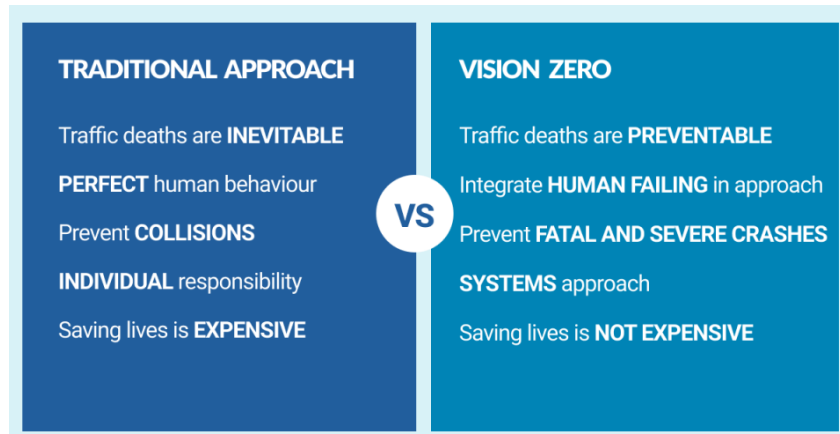 TRADITIONAL APPROACH
Traffic deaths are INEVITABLE
PERFECT human behaviour
Prevent COLLISIONS
INDIVIDUAL responsibility
Saving lives is EXPENSIVE
VS
VISION ZERO
Traffic deaths are PREVENTABLE
Integrate HUMAN FAILING in approach
Prevent FATAL AND SEVERE CRASHES
SYSTEMS approach
Saving lives is NOT EXPENSIVE